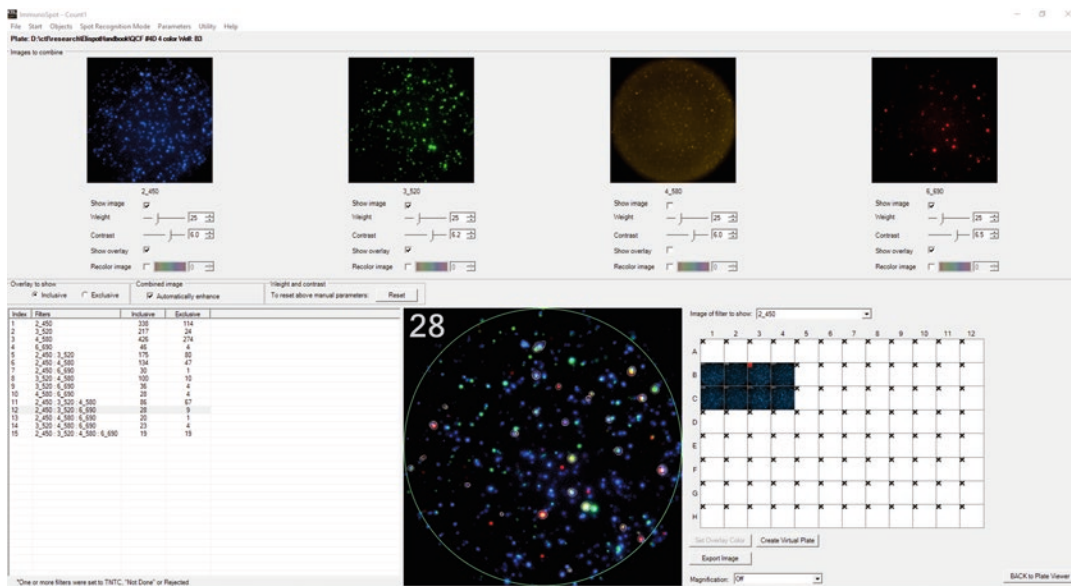 ImmunoSpot - Count1
File Start Objects Spot Recognition Mode Parameters Utility Help
Plate: D:\ctl\research\ElispotHandbook\QCF #4D 4 color Well: B3
Images to combine
2_450 3_520 4_580 6_690
Show image Show image Show image Show image
Weight 25 Weight 25 Weight 25 Weight 25
Contrast 6.0 Contrast 6.2 Contrast 6.0 Contrast 6.5
Show overlay Show overlay Show overlay Show overlay
Recolor image 0 Recolor image 0 Recolor image 0 Recolor image 0
Overlay to show Combined image Weight and contrast
Inclusive Exclusive Automatically enhance To reset above manual parameters: Reset
Index Filters Inclusive Exclusive
1 2_450 338 114
2 3_520 217 24
3 4_580 426 274
4 6_690 46 4
5 2_450 : 3_520 175 80
6 2_450 : 4_580 134 47
7 2_450 : 6_690 30 1
8 3_520 : 4_580 100 10
9 3_520 : 6_690 36 4
10 4_580 : 6_690 28 4
11 2_450 : 3_520 : 4_580 86 67
12 2_450 : 3_520 : 6_690 28 9
13 2_450 : 4_580 : 6_690 20 1
14 3_520 : 4_580 : 6_690 23 4
15 2_450 : 3_520 : 4_580 : 6_690 19 19
*One or more filters were set to TNTC, "Not Done" or Rejected
28
Image of filter to show: 2_450
1 2 3 4 5 6 7 8 9 10 11 12
A
B
C
D
E
F
G
H
Set Overlay Color Create Virtual Plate
Export Image
Magnification: Off
BACK to Plate Viewer